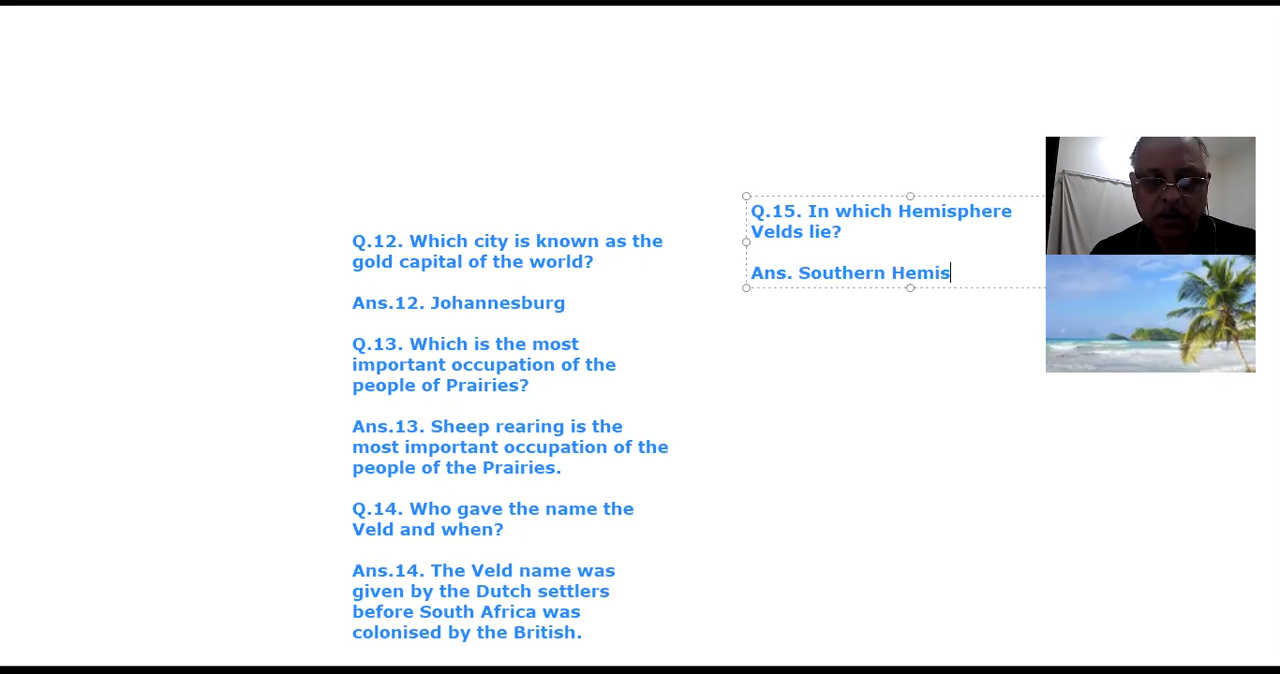 Q.12. Which city is known as the
gold capital of the world?
Ans.12. Johannesburg
Q.13. Which is the most
important occupation of the
people of Prairies?
Ans.13. Sheep rearing is the
most important occupation of the
people of the Prairies.
Q.14. Who gave the name the
Veld and when?
Ans.14. The Veld name was
given by the Dutch settlers
before South Africa was
colonised by the British.
Q.15. In which Hemisphere
Velds lie?
Ans. Southern Hemis